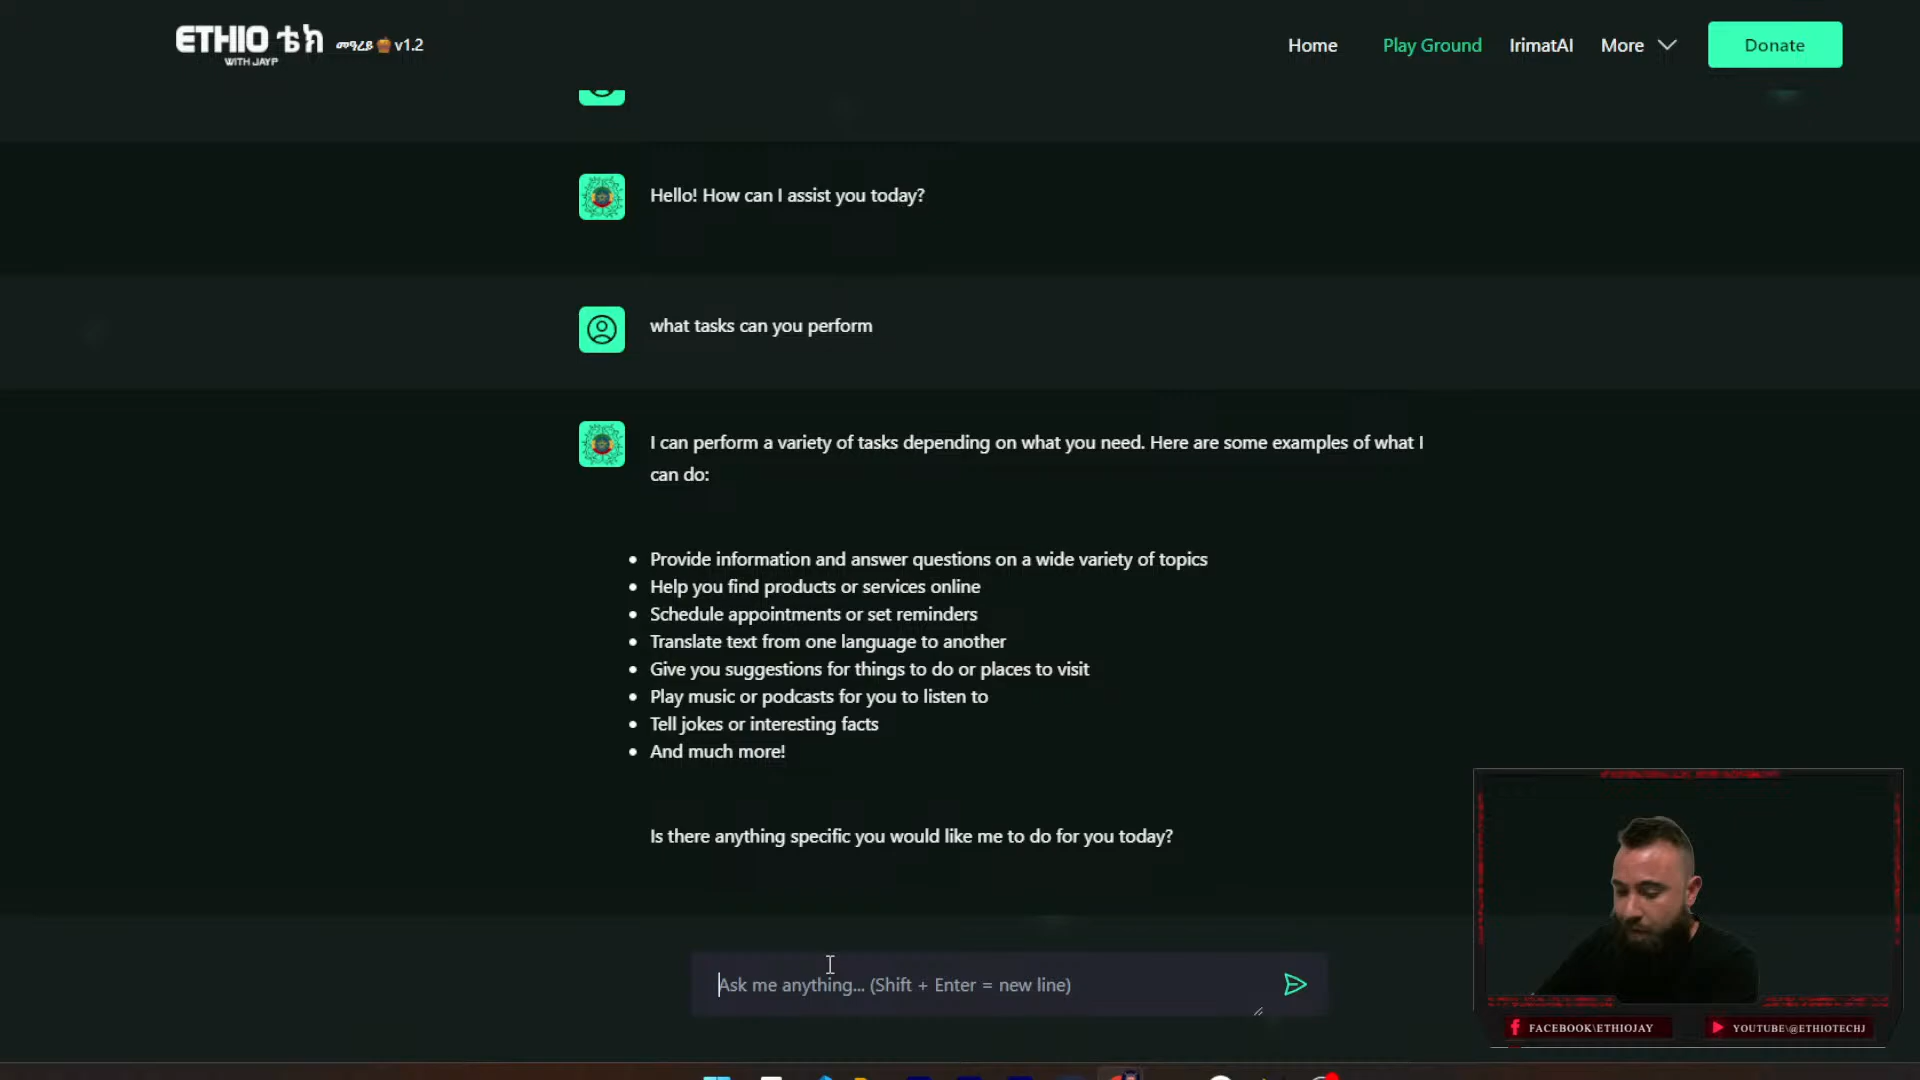 ETHIO ቴክ
WITH JAYP
መዓረይ v1.2
Home
Play Ground
IrimatAI
More
Donate
Hello! How can I assist you today?
what tasks can you perform
I can perform a variety of tasks depending on what you need. Here are some examples of what I
can do:
Provide information and answer questions on a wide variety of topics
Help you find products or services online
Schedule appointments or set reminders
Translate text from one language to another
Give you suggestions for things to do or places to visit
Play music or podcasts for you to listen to
Tell jokes or interesting facts
And much more!
Is there anything specific you would like me to do for you today?
Ask me anything... (Shift + Enter = new line)
FACEBOOK\ETHIOJAY
YOUTUBE\@ETHIOTECHJ